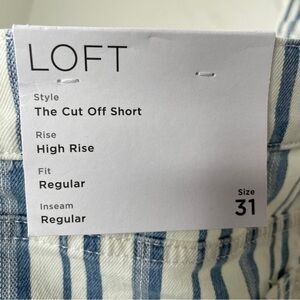 LOFT
Style
The Cut Off Short
Rise
High Rise
Fit
Regular
Inseam
Regular
Size
31